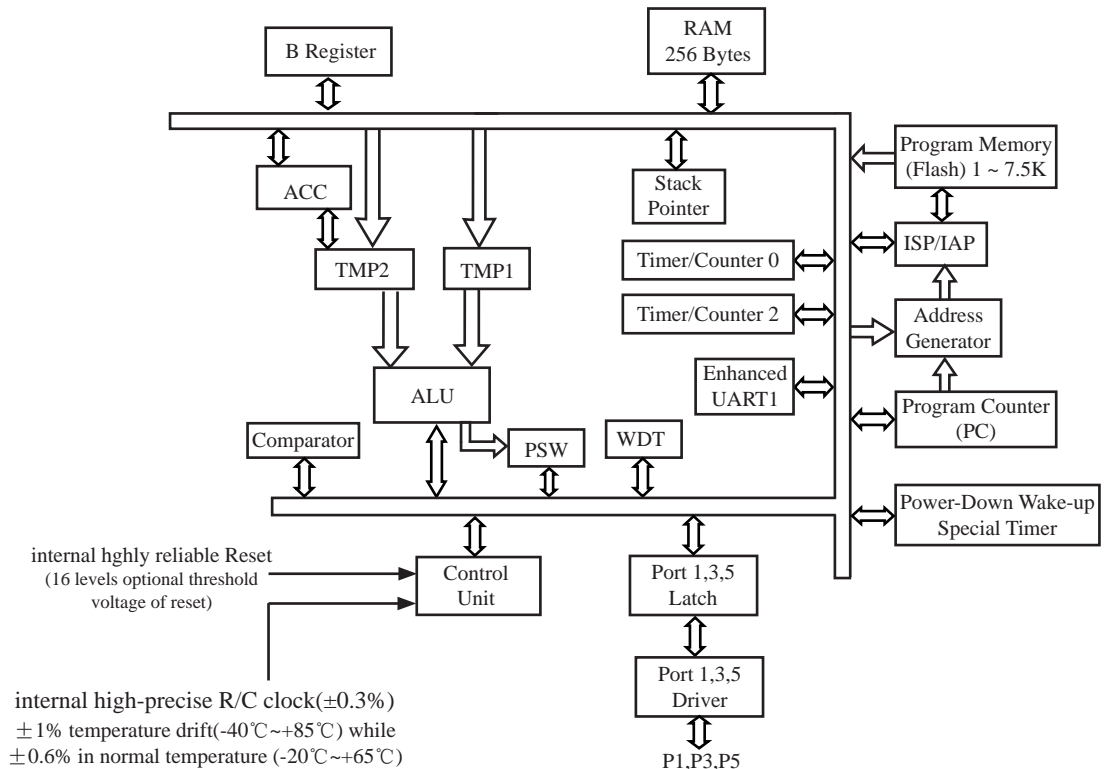 B Register
RAM
256 Bytes
ACC
Stack
Pointer
Program Memory
(Flash) 1 ~ 7.5K
TMP2
TMP1
Timer/Counter 0
ISP/IAP
Timer/Counter 2
Address
Generator
ALU
Enhanced
UART1
Program Counter
(PC)
Comparator
PSW
WDT
Power-Down Wake-up
Special Timer
internal hghly reliable Reset
(16 levels optional threshold
voltage of reset)
Control
Unit
Port 1,3,5
Latch
Port 1,3,5
Driver
internal high-precise R/C clock(±0.3%)
±1% temperature drift(-40℃~+85℃) while
±0.6% in normal temperature (-20℃~+65℃)
P1,P3,P5